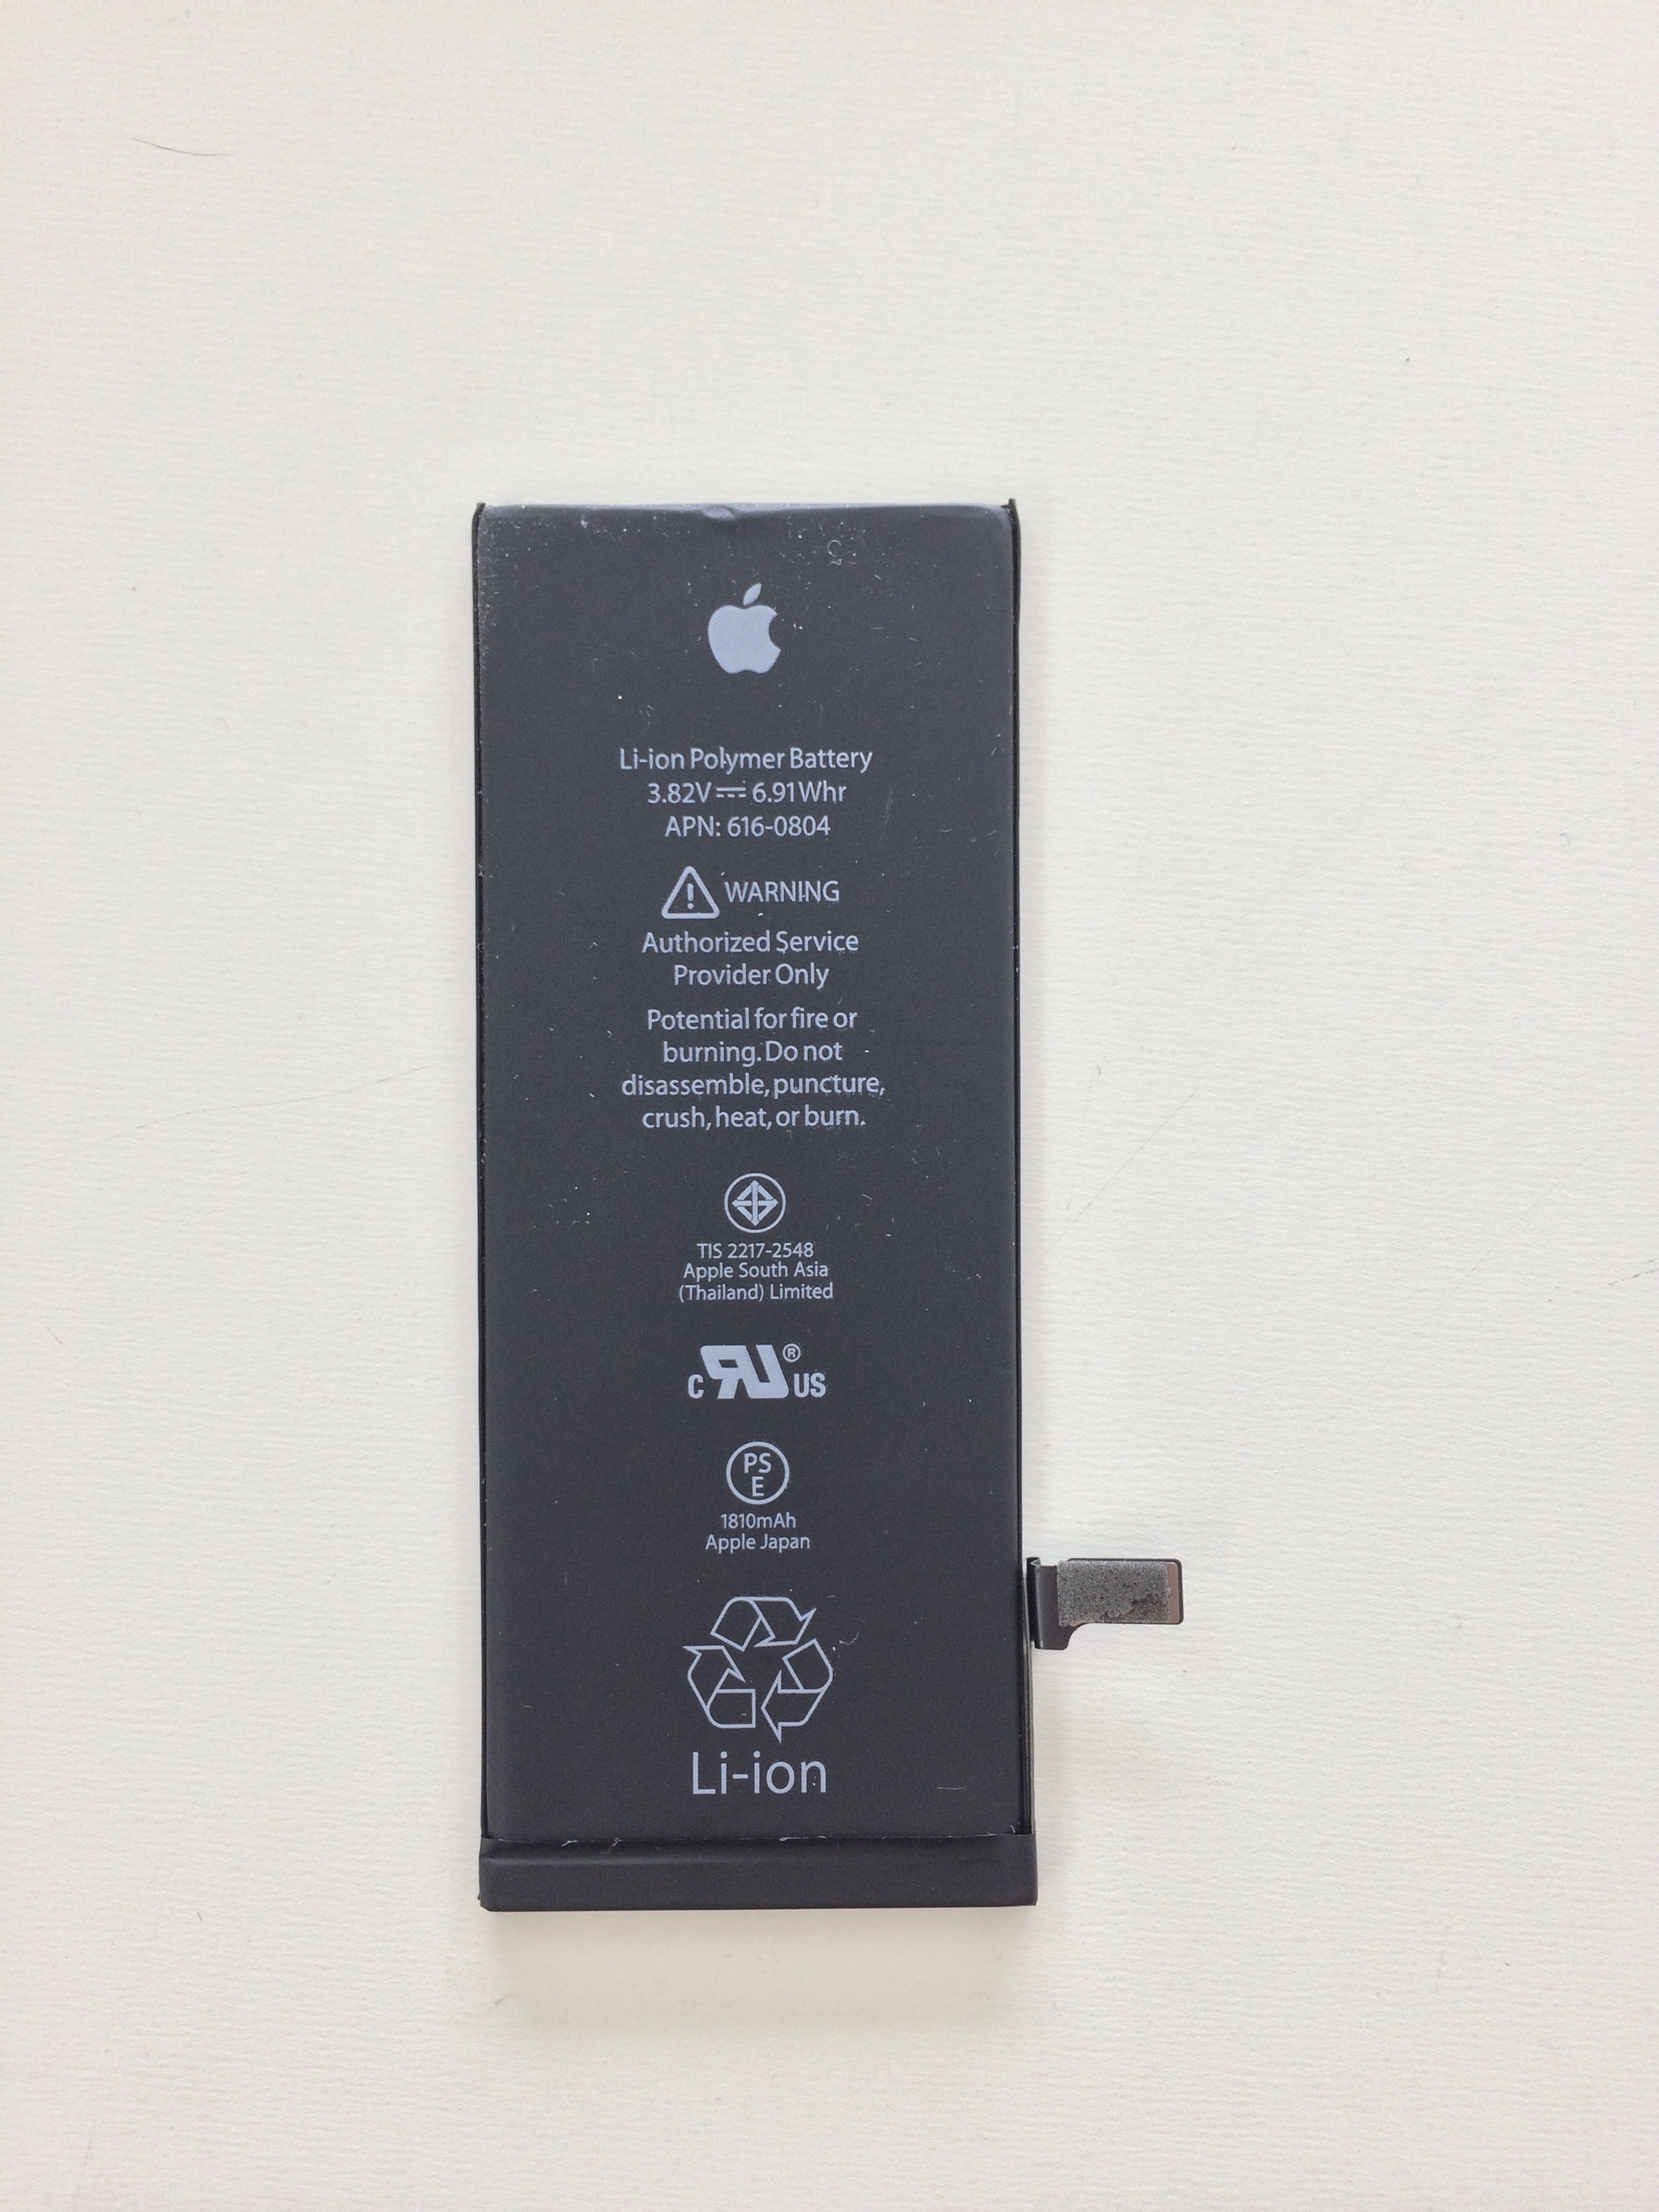 Li-ion Polymer Battery
3.82V ⎓ 6.91Whr
APN: 616-0804
WARNING
Authorized Service
Provider Only
Potential for fire or
burning. Do not
disassemble, puncture,
crush, heat, or burn.
TIS 2217-2548
Apple South Asia
(Thailand) Limited
c RU® US
PS
E
1810mAh
Apple Japan
Li-ion